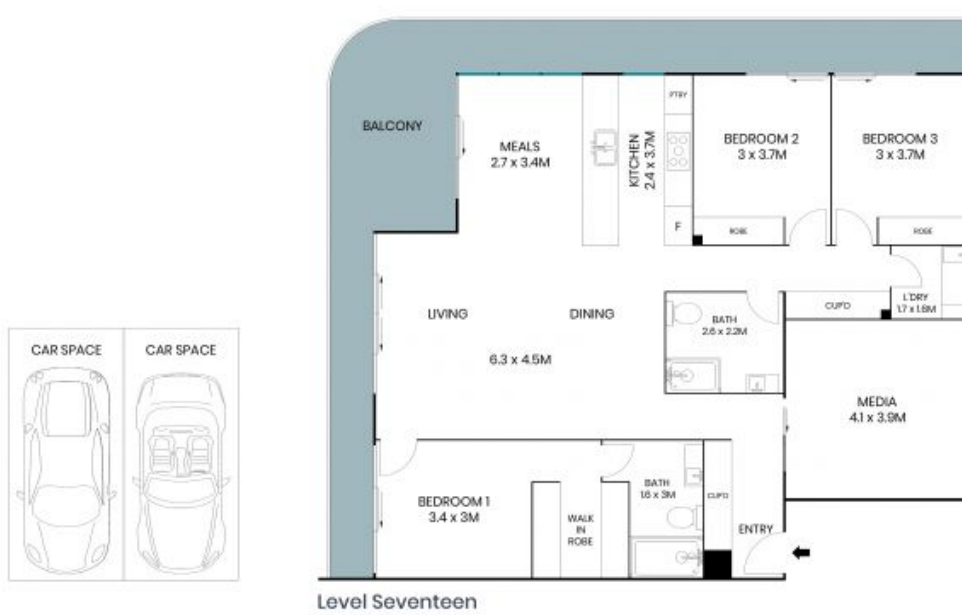 BALCONY
MEALS
2.7 x 3.4M
KITCHEN
2.4 x 3.7M
PTRY
F
BEDROOM 2
3 x 3.7M
ROBE
BEDROOM 3
3 x 3.7M
ROBE
LIVING
DINING
6.3 x 4.5M
BATH
2.6 x 2.2M
CUP'D
L'DRY
1.7 x 1.8M
MEDIA
4.1 x 3.9M
CAR SPACE
CAR SPACE
BEDROOM 1
3.4 x 3M
WALK
IN
ROBE
BATH
1.6 x 3M
CUP'D
ENTRY
Level Seventeen